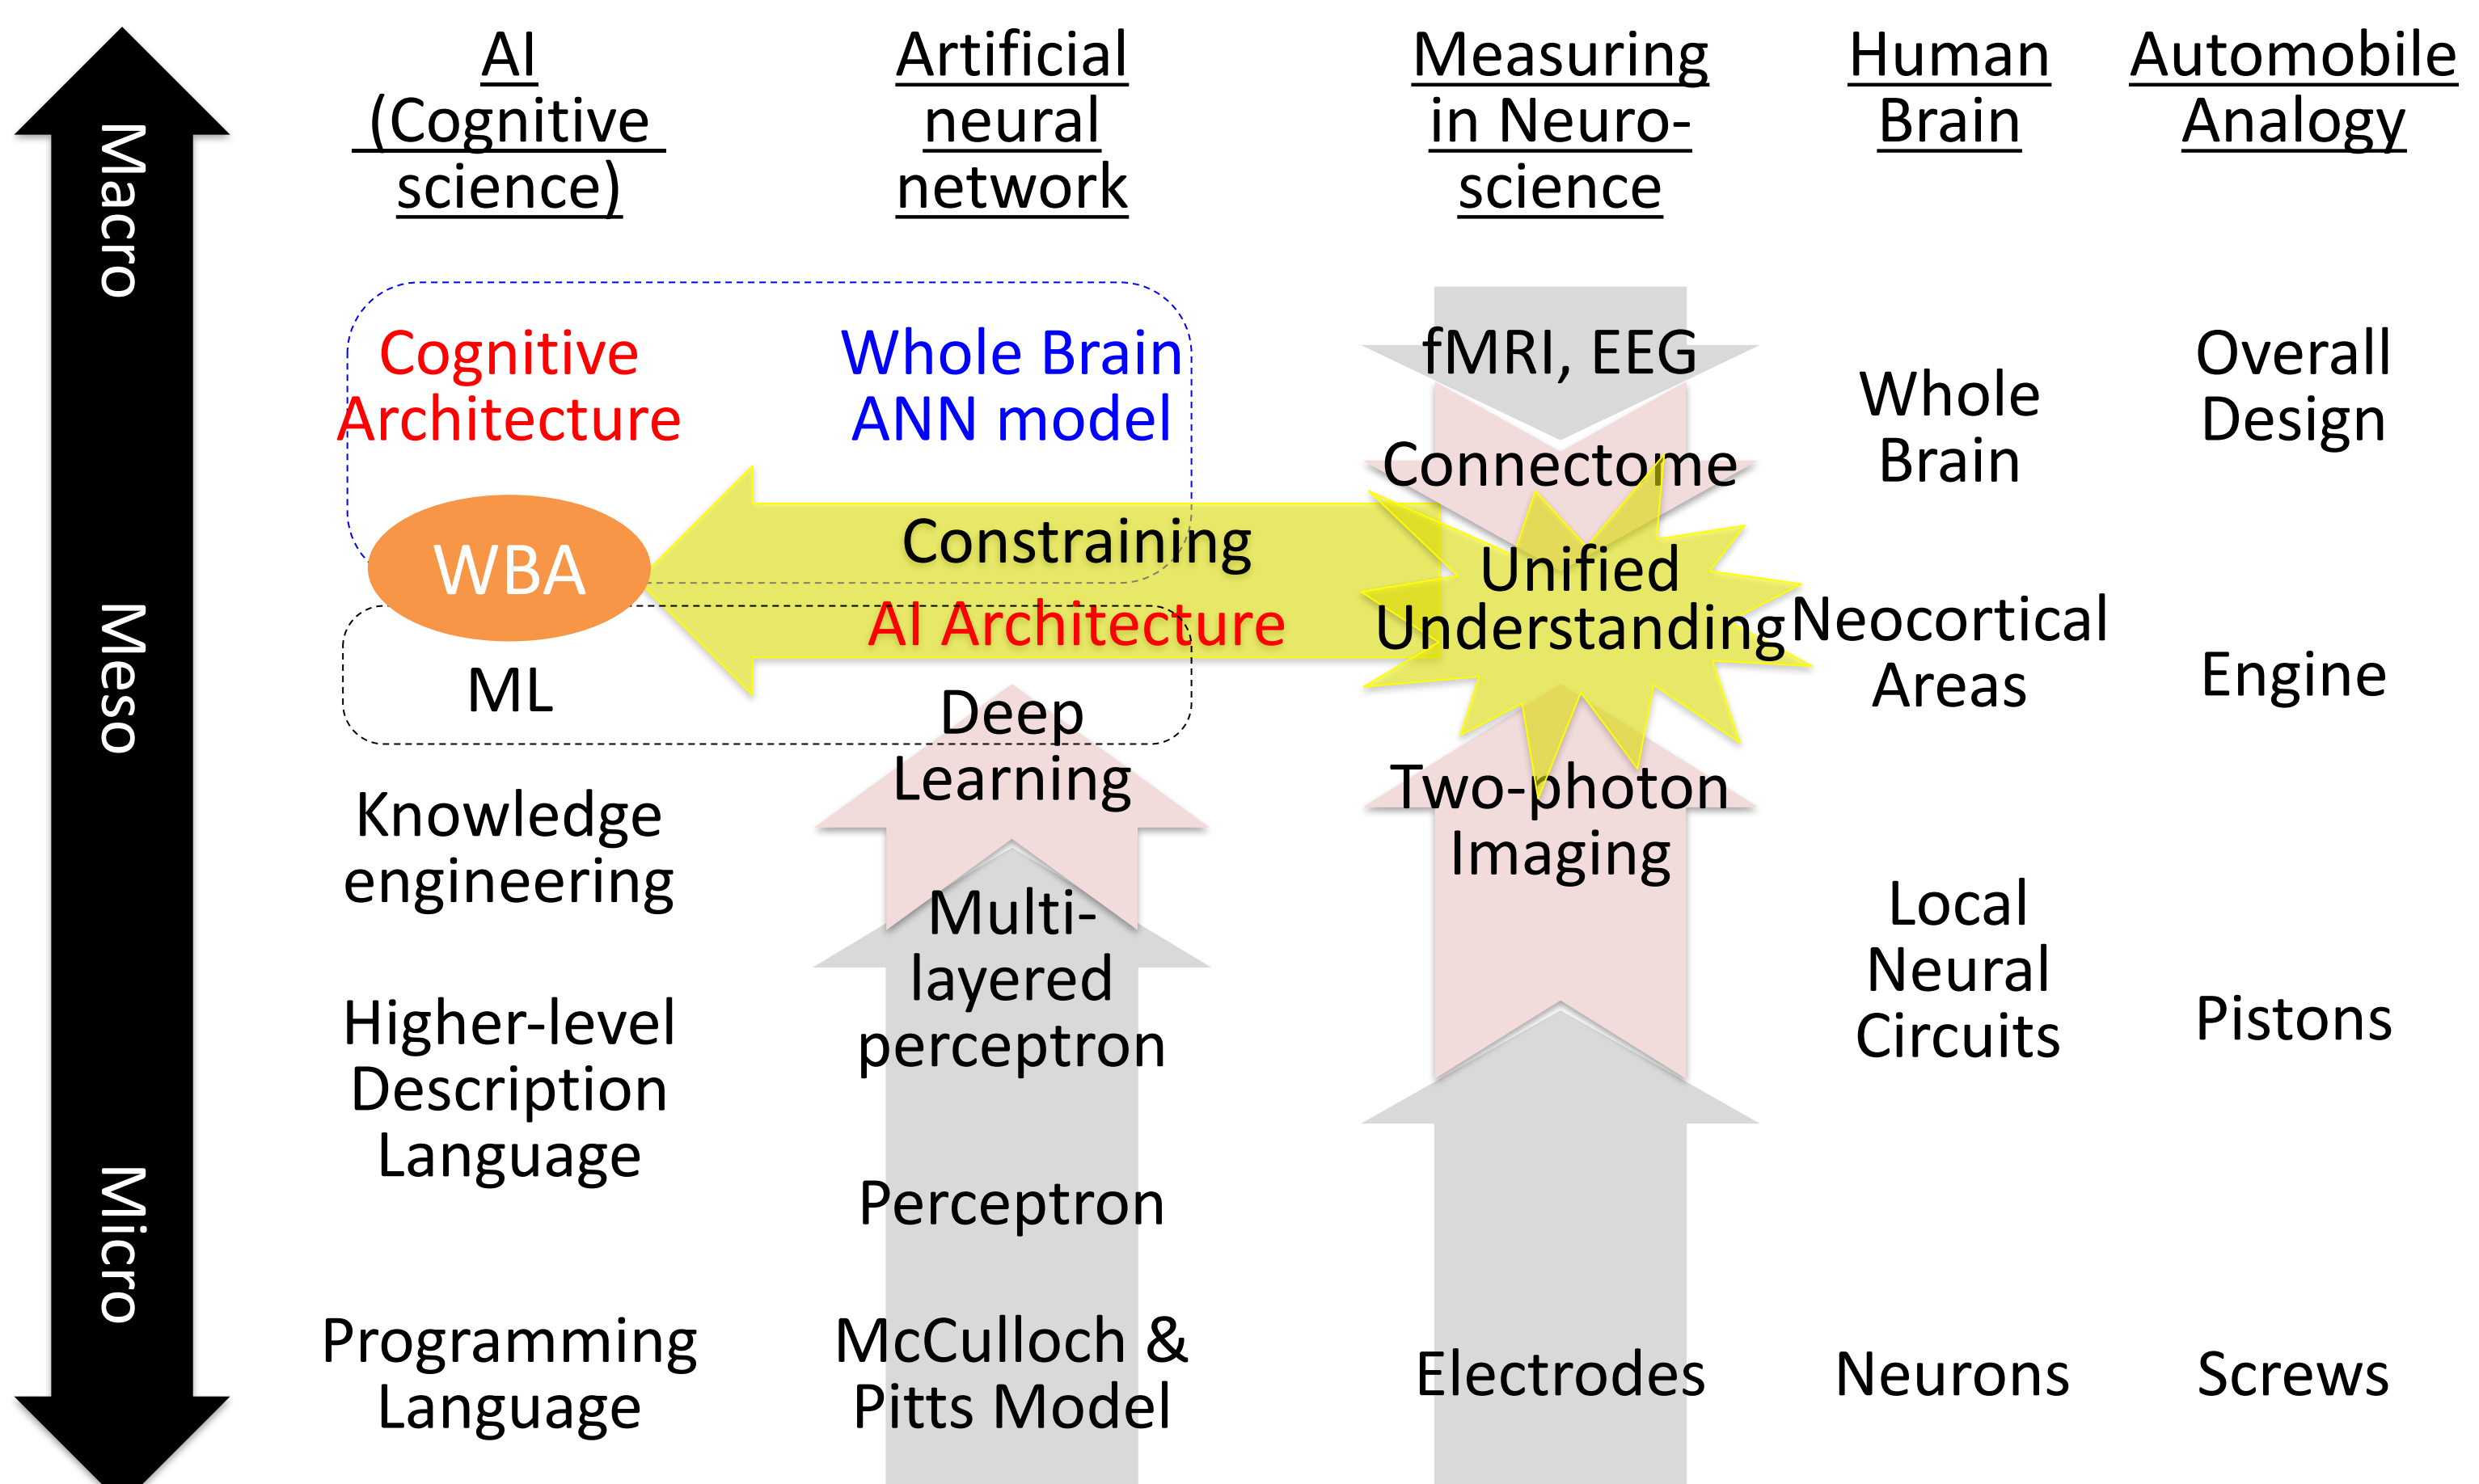 AI
(Cognitive
science)
Artificial
neural
network
Measuring
in Neuro-
science
Human
Brain
Automobile
Analogy
Macro
Meso
Micro
Cognitive
Architecture
WBA
ML
Knowledge
engineering
Higher-level
Description
Language
Programming
Language
Whole Brain
ANN model
Constraining
AI Architecture
Deep
Learning
Multi-
layered
perceptron
Perceptron
McCulloch &
Pitts Model
fMRI, EEG
Connectome
Unified
Understanding
Two-photon
Imaging
Electrodes
Whole
Brain
Neocortical
Areas
Local
Neural
Circuits
Neurons
Overall
Design
Engine
Pistons
Screws